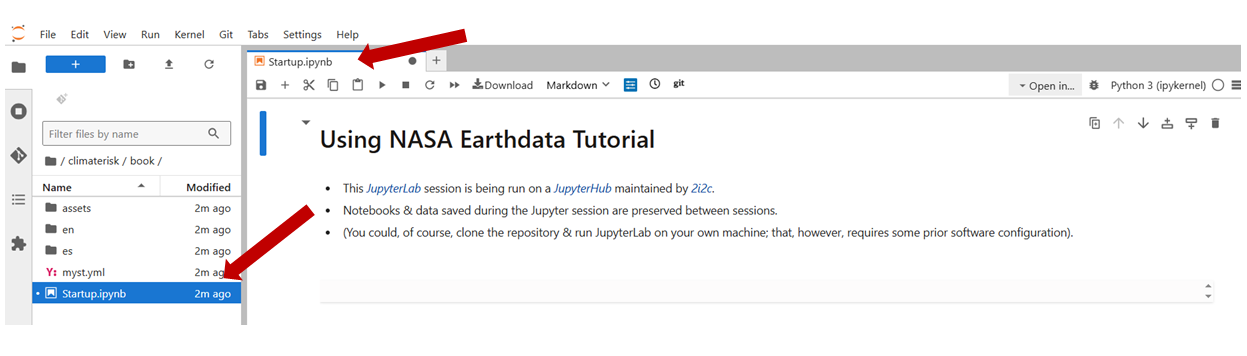 File Edit View Run Kernel Git Tabs Settings Help
+
Startup.ipynb
+
+ Download Markdown git Open in... Python 3 (ipykernel)
Filter files by name
/ climaterisk / book /
Name Modified
assets 2m ago
en 2m ago
es 2m ago
Y: myst.yml 2m ago
Startup.ipynb 2m ago
Using NASA Earthdata Tutorial
• This JupyterLab session is being run on a JupyterHub maintained by 2i2c.
• Notebooks & data saved during the Jupyter session are preserved between sessions.
• (You could, of course, clone the repository & run JupyterLab on your own machine; that, however, requires some prior software configuration).